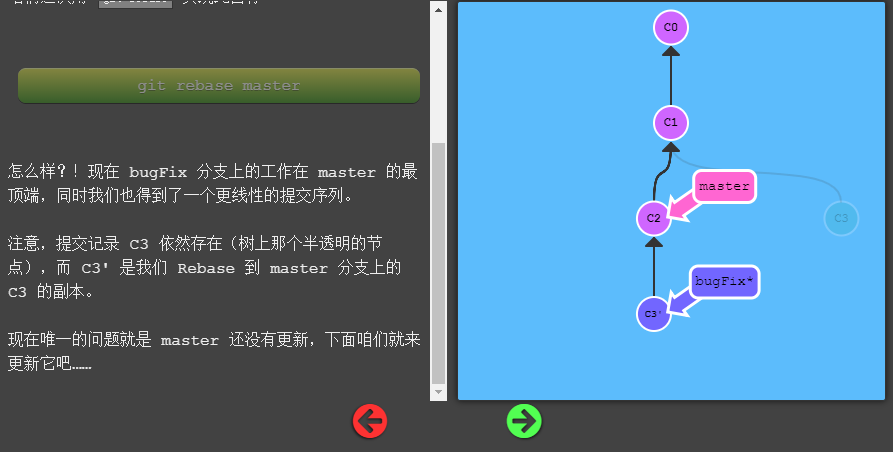 git rebase master
怎么样？！现在 bugFix 分支上的工作在 master 的最
顶端，同时我们也得到了一个更线性的提交序列。
注意，提交记录 C3 依然存在（树上那个半透明的节
点），而 C3' 是我们 Rebase 到 master 分支上的
C3 的副本。
现在唯一的问题就是 master 还没有更新，下面咱们就来
更新它吧……
C0
C1
master
C2
C3
bugFix*
C3'